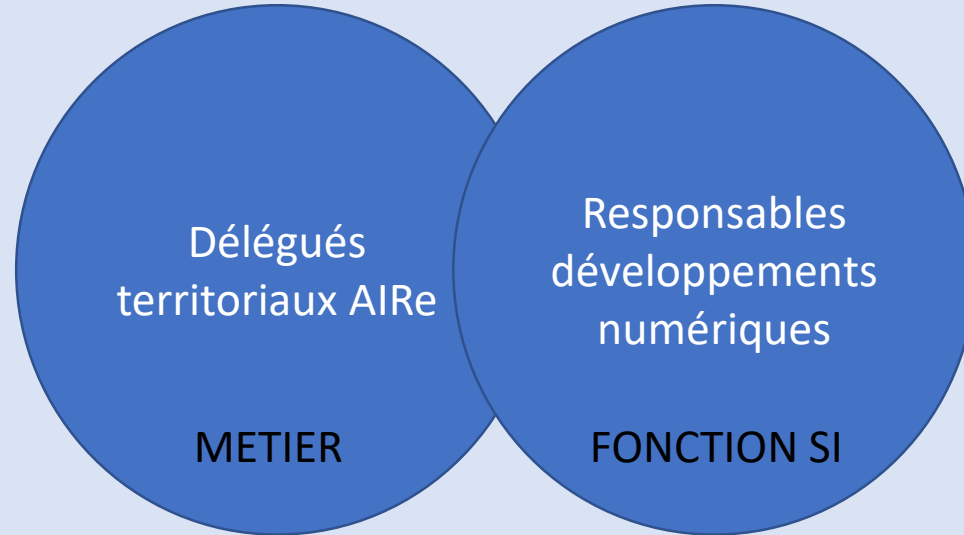 Délégués
territoriaux AIRe
METIER
Responsables
développements
numériques
FONCTION SI